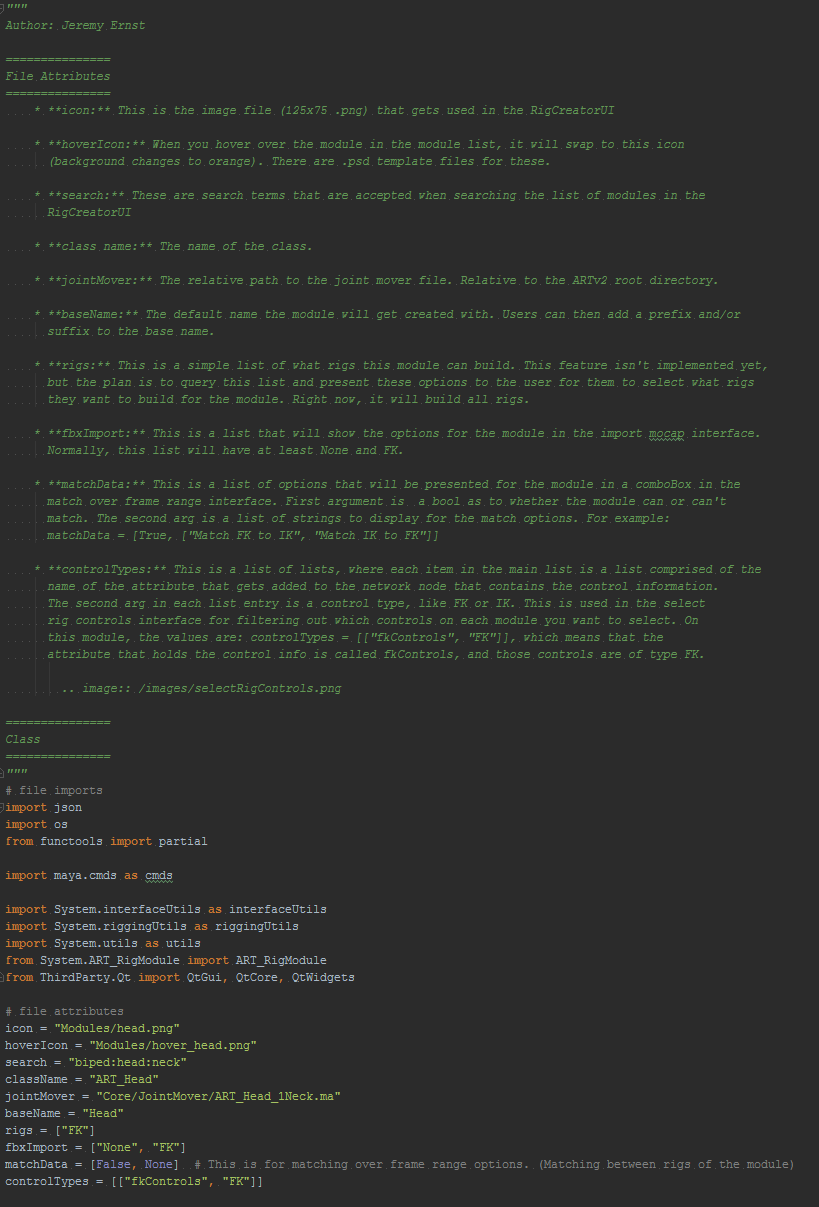 """
Author: Jeremy Ernst
===============
File Attributes
===============
* **icon:** This is the image file (125x75 .png) that gets used in the RigCreatorUI
* **hoverIcon:** When you hover over the module in the module list, it will swap to this icon
(background changes to orange). There are .psd template files for these.
* **search:** These are search terms that are accepted when searching the list of modules in the
RigCreatorUI
* **class name:** The name of the class.
* **jointMover:** The relative path to the joint mover file. Relative to the ARTv2 root directory.
* **baseName:** The default name the module will get created with. Users can then add a prefix and/or
suffix to the base name.
* **rigs:** This is a simple list of what rigs this module can build. This feature isn't implemented yet,
but the plan is to query this list and present these options to the user for them to select what rigs
they want to build for the module. Right now, it will build all rigs.
* **fbxImport:** This is a list that will show the options for the module in the import mocap interface.
Normally, this list will have at least None and FK.
* **matchData:** This is a list of options that will be presented for the module in a comboBox in the
match over frame range interface. First argument is  a bool as to whether the module can or can't
match. The second arg is a list of strings to display for the match options. For example:
matchData = [True, ["Match FK to IK", "Match IK to FK"]]
* **controlTypes:** This is a list of lists, where each item in the main list is a list comprised of the
name of the attribute that gets added to the network node that contains the control information.
The second arg in each list entry is a control type, like FK or IK. This is used in the select
rig controls interface for filtering out which controls on each module you want to select. On
this module, the values are: controlTypes = [["fkControls", "FK"]], which means that the
attribute that holds the control info is called fkControls, and those controls are of type FK.
.. image:: /images/selectRigControls.png
===============
Class
===============
"""
# file imports
import json
import os
from functools import partial
import maya.cmds as cmds
import System.interfaceUtils as interfaceUtils
import System.riggingUtils as riggingUtils
import System.utils as utils
from System.ART_RigModule import ART_RigModule
from ThirdParty.Qt import QtGui, QtCore, QtWidgets
# file attributes
icon = "Modules/head.png"
hoverIcon = "Modules/hover_head.png"
search = "biped:head:neck"
className = "ART_Head"
jointMover = "Core/JointMover/ART_Head_1Neck.ma"
baseName = "Head"
rigs = ["FK"]
fbxImport = ["None", "FK"]
matchData = [False, None]  # This is for matching over frame range options. (Matching between rigs of the module)
controlTypes = [["fkControls", "FK"]]